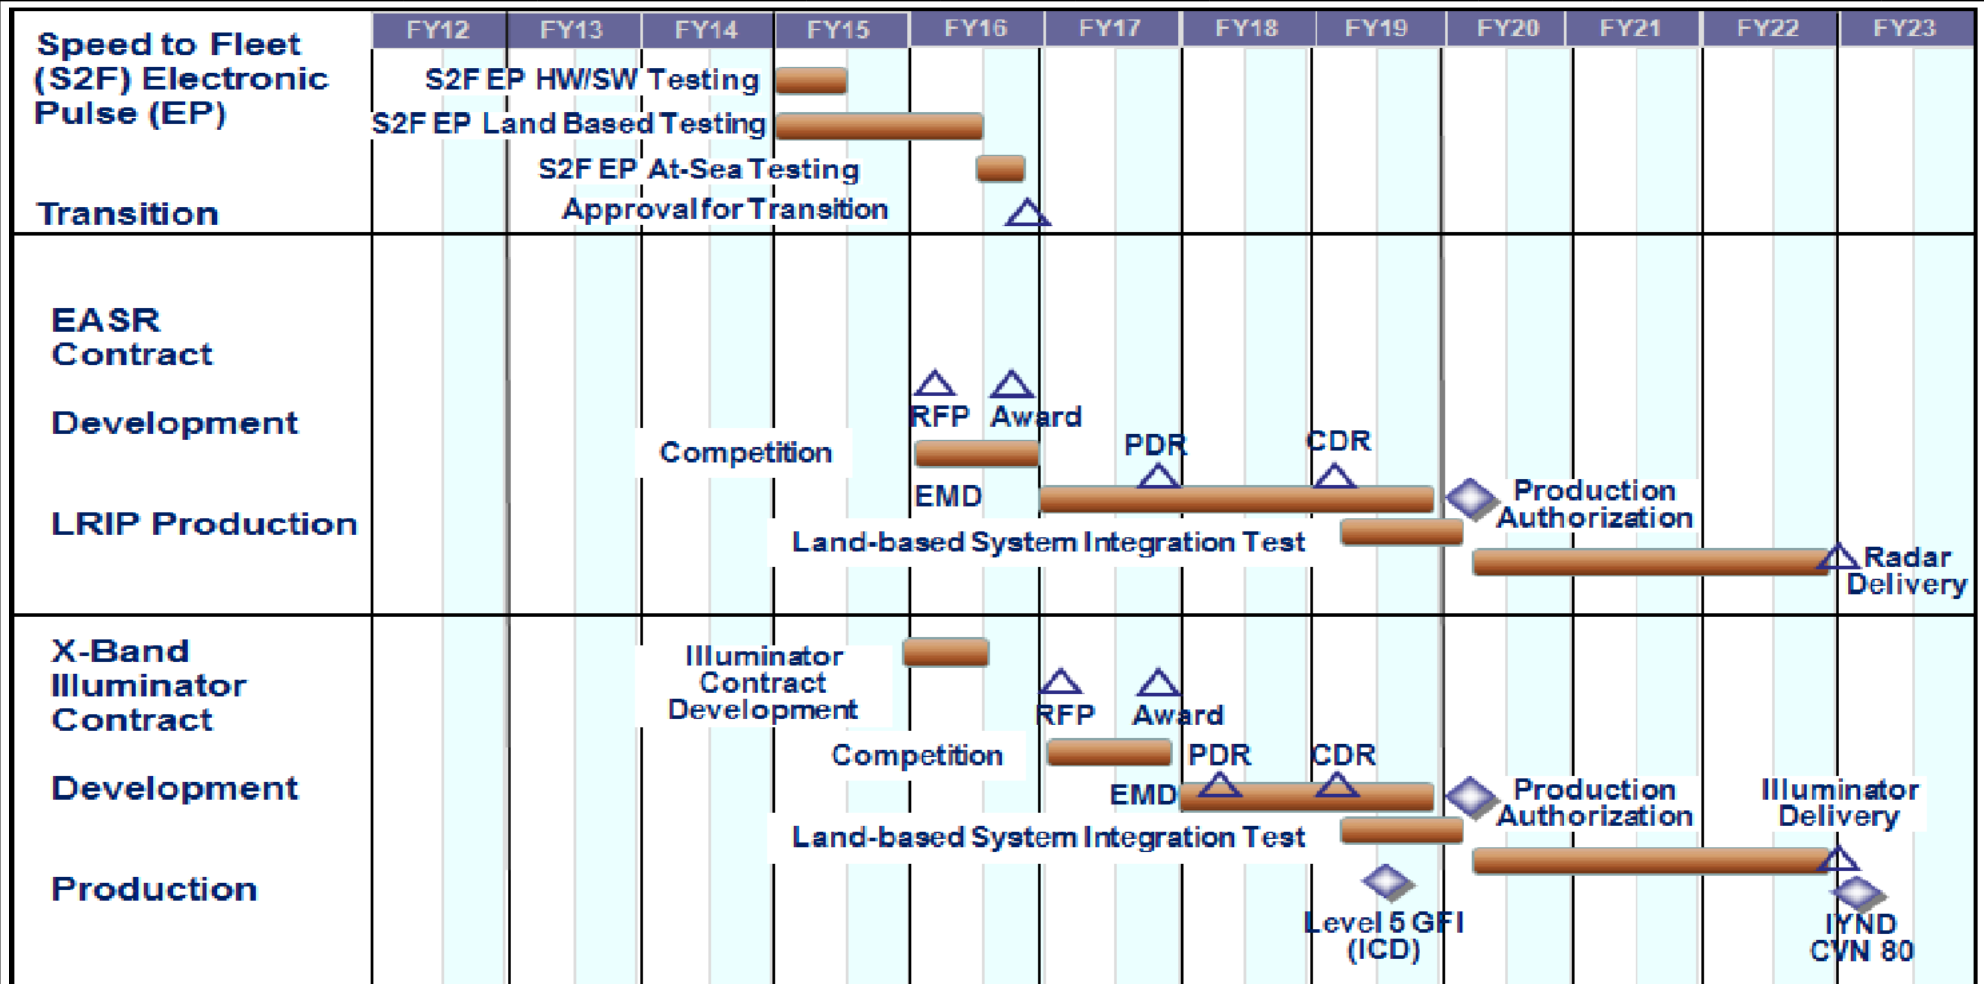 FY12 FY13 FY14 FY15 FY16 FY17 FY18 FY19 FY20 FY21 FY22 FY23
Speed to Fleet
(S2F) Electronic
Pulse (EP)
S2F EP HW/SW Testing
S2F EP Land Based Testing
S2F EP At-Sea Testing
Transition
Approval for Transition
EASR
Contract
RFP Award
Development
Competition
PDR CDR
EMD
Production
Authorization
LRIP Production
Land-based System Integration Test
Radar
Delivery
X-Band
Illuminator
Contract
Illuminator
Contract
Development
RFP Award
Competition
PDR CDR
Development
EMD
Production
Authorization
Illuminator
Delivery
Land-based System Integration Test
Production
Level 5 GFI
(ICD)
IYND
CVN 80